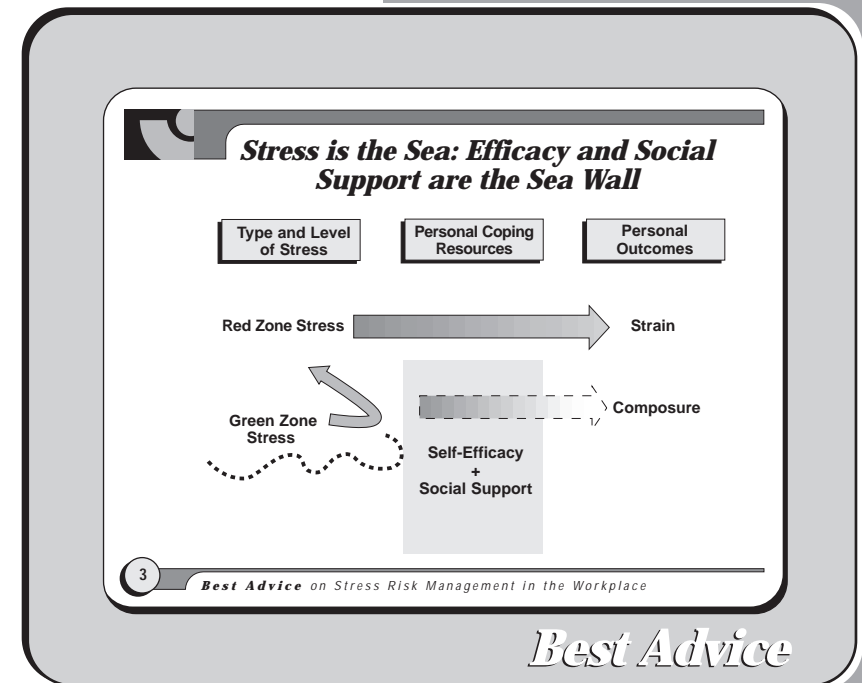 Stress is the Sea: Efficacy and Social
Support are the Sea Wall
Type and Level
of Stress
Personal Coping
Resources
Personal
Outcomes
Red Zone Stress
Strain
Green Zone
Stress
Composure
Self-Efficacy
+
Social Support
3
Best Advice on Stress Risk Management in the Workplace
Best Advice